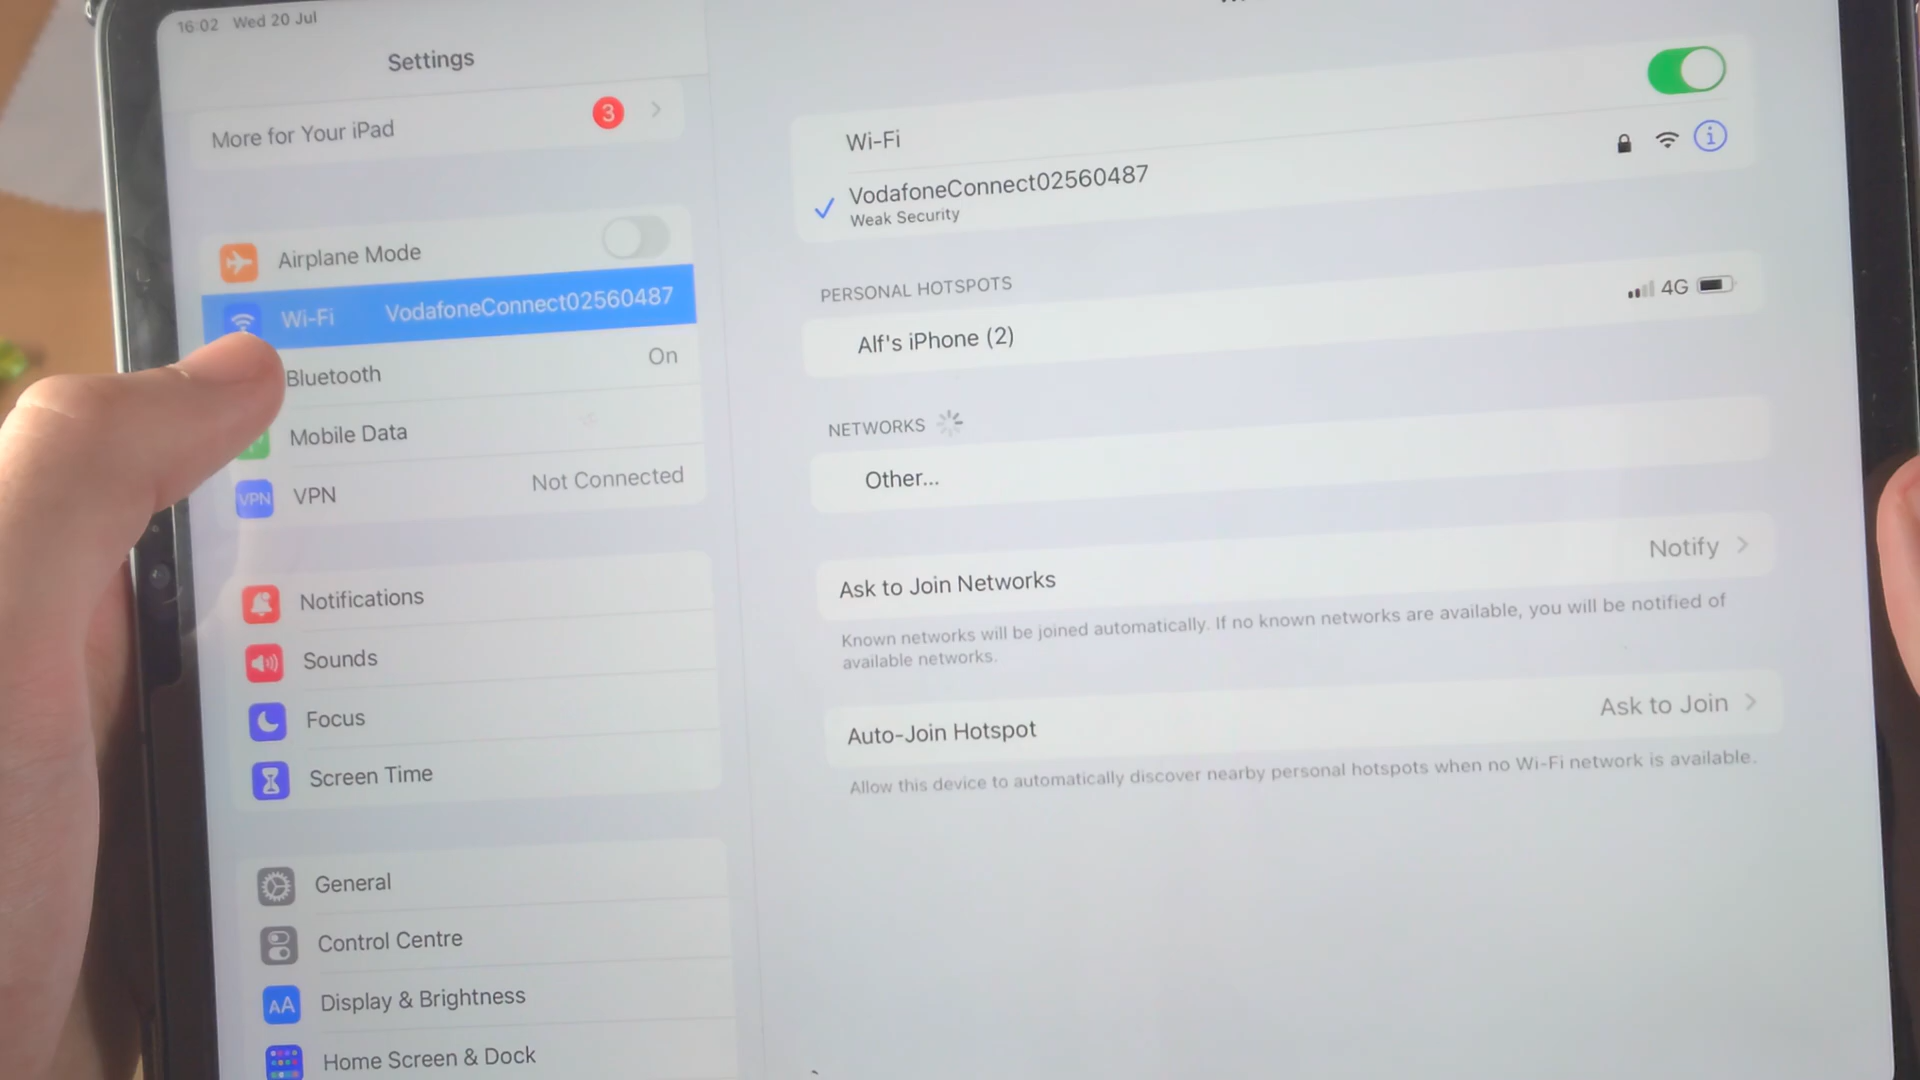 16:02 Wed 20 Jul
Settings
More for Your iPad 3
Airplane Mode
Wi-Fi VodafoneConnect02560487
Bluetooth On
Mobile Data
VPN VPN Not Connected
Notifications
Sounds
Focus
Screen Time
General
Control Centre
AA Display & Brightness
Home Screen & Dock
Wi-Fi
VodafoneConnect02560487
Weak Security
PERSONAL HOTSPOTS
Alf's iPhone (2) 4G
NETWORKS
Other...
Ask to Join Networks Notify
Known networks will be joined automatically. If no known networks are available, you will be notified of
available networks.
Auto-Join Hotspot Ask to Join
Allow this device to automatically discover nearby personal hotspots when no Wi-Fi network is available.